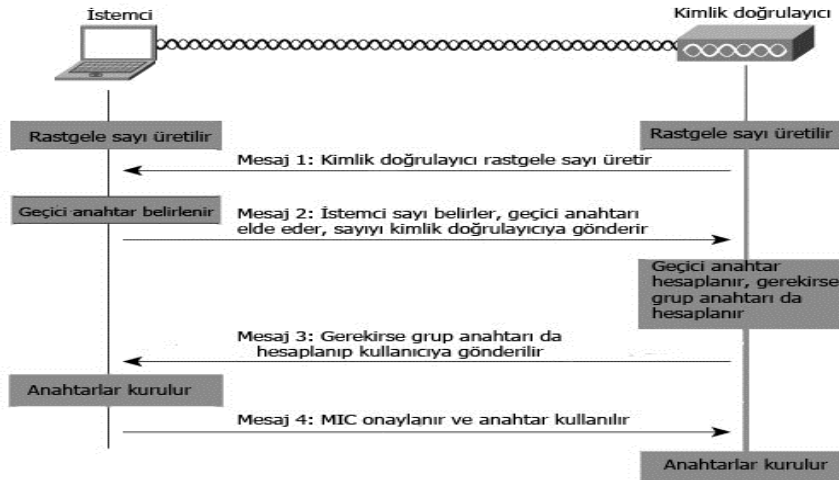 İstemci
Kimlik doğrulayıcı
Rastgele sayı üretilir
Rastgele sayı üretilir
Mesaj 1: Kimlik doğrulayıcı rastgele sayı üretir
Geçici anahtar belirlenir
Mesaj 2: İstemci sayı belirler, geçici anahtarı
elde eder, sayıyı kimlik doğrulayıcıya gönderir
Geçici anahtar
hesaplanır, gerekirse
grup anahtarı da
hesaplanır
Mesaj 3: Gerekirse grup anahtarı da
hesaplanıp kullanıcıya gönderilir
Anahtarlar kurulur
Mesaj 4: MIC onaylanır ve anahtar kullanılır
Anahtarlar kurulur